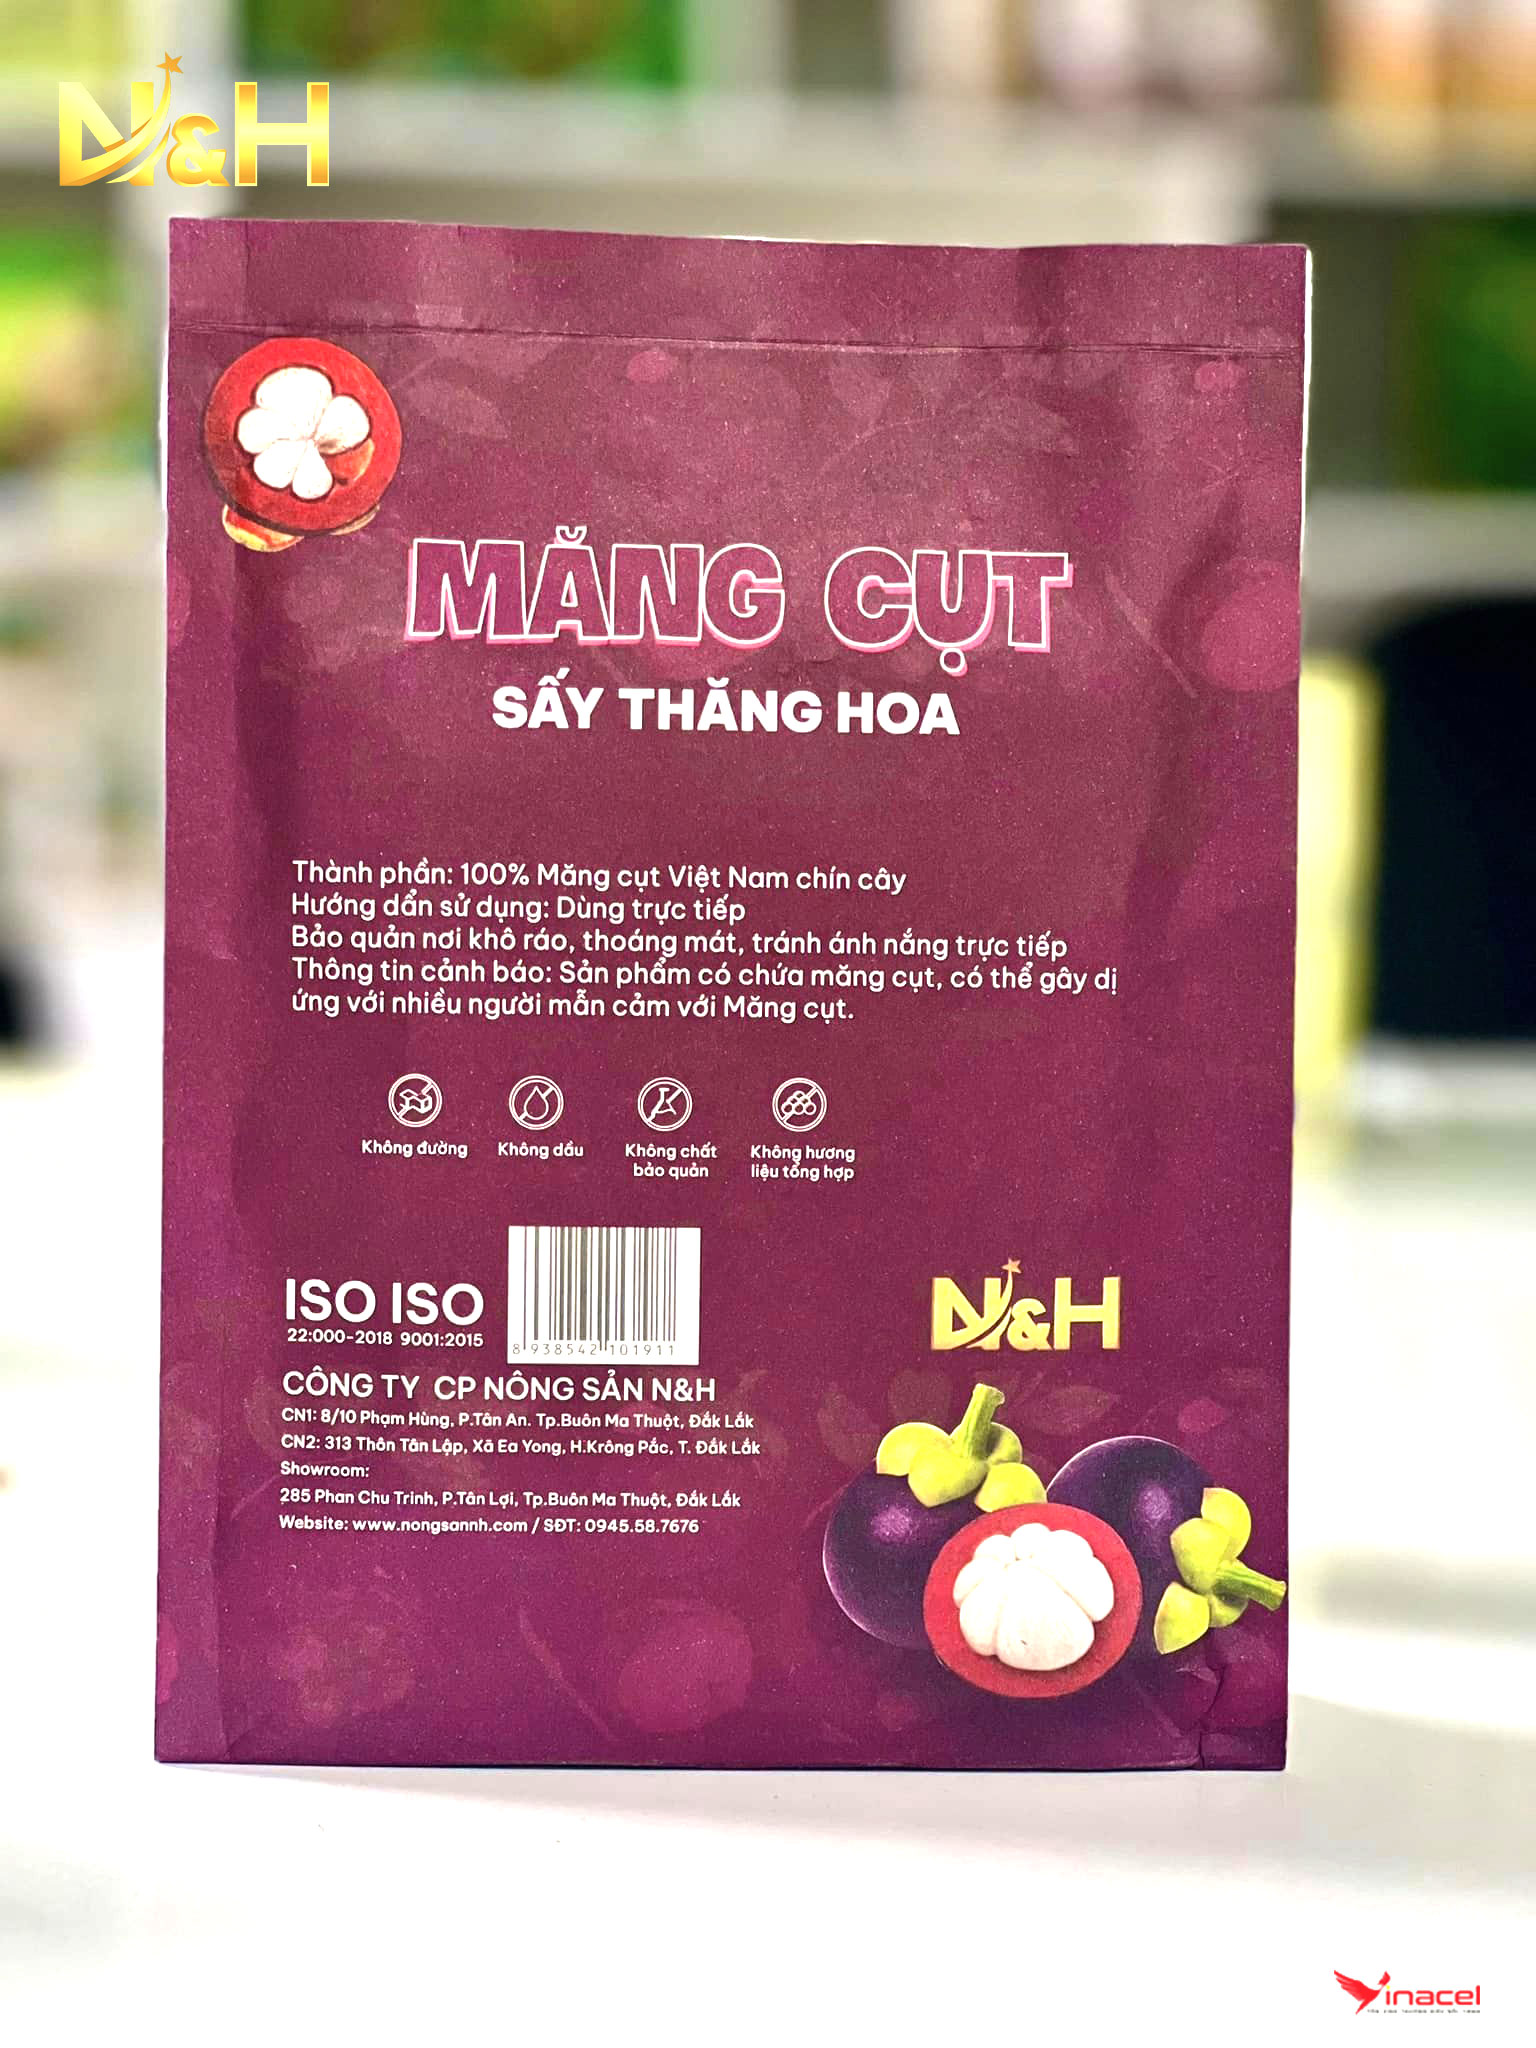 N&H
MĂNG CỤT
SẤY THĂNG HOA
Thành phần: 100% Măng cụt Việt Nam chín cây
Hướng dẩn sử dụng: Dùng trực tiếp
Bảo quản nơi khô ráo, thoáng mát, tránh ánh nắng trực tiếp
Thông tin cảnh báo: Sản phẩm có chứa măng cụt, có thể gây dị
ứng với nhiều người mẫn cảm với Măng cụt.
Không đường
Không dầu
Không chất
bảo quản
Không hương
liệu tổng hợp
ISO ISO
22:000-2018 9001:2015
8 938542 101911
N&H
CÔNG TY CP NÔNG SẢN N&H
CN1: 8/10 Phạm Hùng, P.Tân An. Tp.Buôn Ma Thuột, Đắk Lắk
CN2: 313 Thôn Tân Lập, Xã Ea Yong, H.Krông Pắc, T. Đắk Lắk
Showroom:
285 Phan Chu Trinh, P.Tân Lợi, Tp.Buôn Ma Thuột, Đắk Lắk
Website: www.nongsannh.com / SĐT: 0945.58.7676
Vinacel